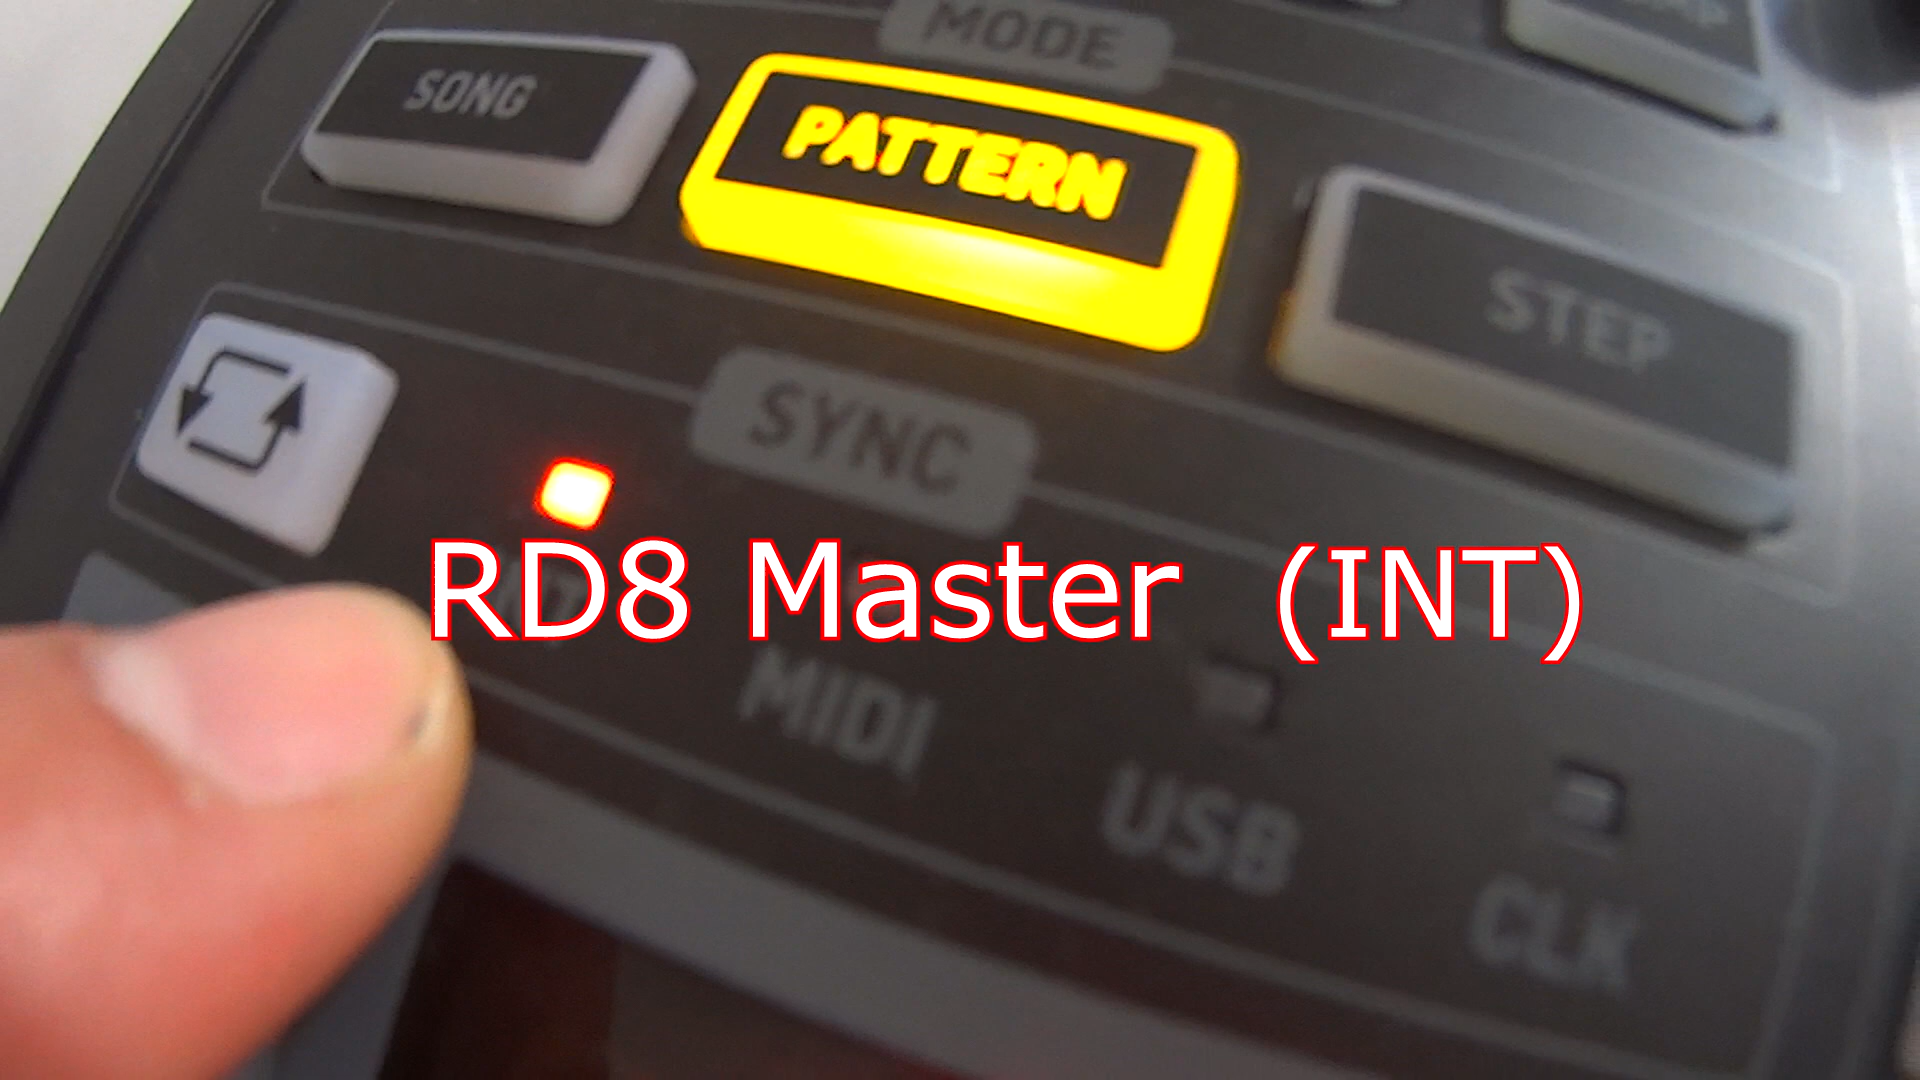 MODE
SONG
PATTERN
STEP
SYNC
RD8 Master (INT)
MIDI
USB
CLK